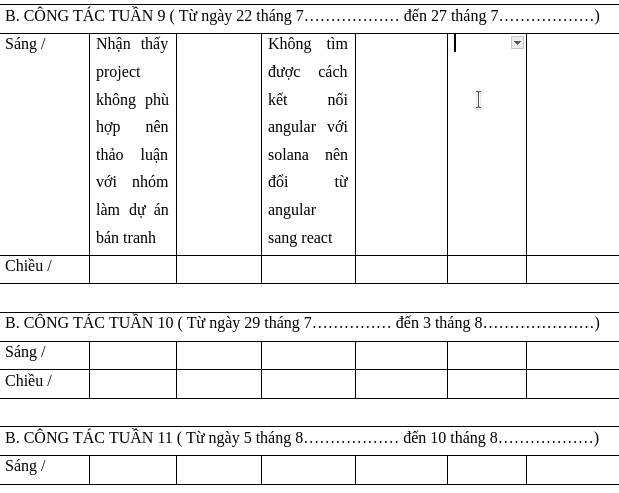 B. CÔNG TÁC TUẦN 9 ( Từ ngày 22 tháng 7……………… đến 27 tháng 7………………)
Sáng /
Nhận thấy
project
không phù
hợp nên
thảo luận
với nhóm
làm dự án
bán tranh
Không tìm
được cách
kết nối
angular với
solana nên
đổi từ
angular
sang react
Chiều /
B. CÔNG TÁC TUẦN 10 ( Từ ngày 29 tháng 7…………… đến 3 tháng 8…………………)
Sáng /
Chiều /
B. CÔNG TÁC TUẦN 11 ( Từ ngày 5 tháng 8……………… đến 10 tháng 8………………)
Sáng /